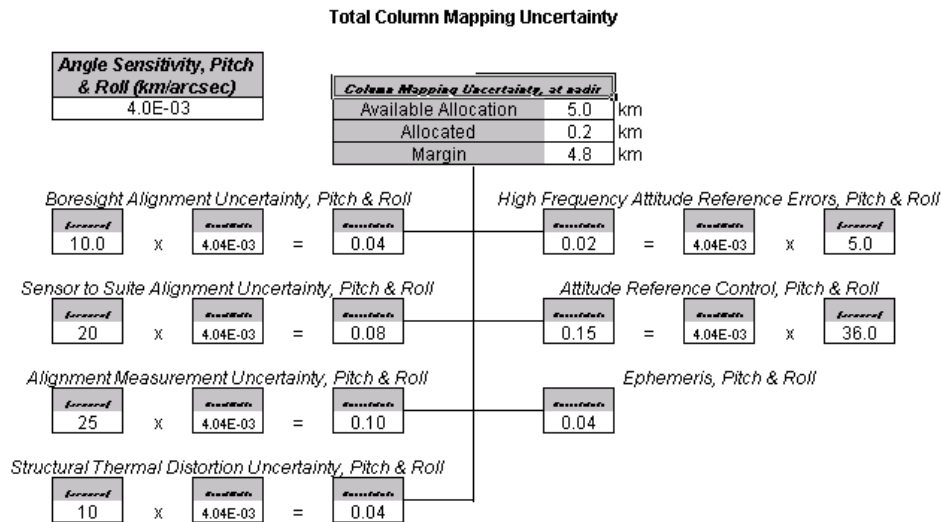 Total Column Mapping Uncertainty
Angle Sensitivity, Pitch
& Roll (km/arcsec)
4.0E-03
Column Mapping Uncertainty, at nadir
Available Allocation 5.0 km
Allocated 0.2 km
Margin 4.8 km
Boresight Alignment Uncertainty, Pitch & Roll
10.0 x 4.04E-03 = 0.04
High Frequency Attitude Reference Errors, Pitch & Roll
0.02 = 4.04E-03 x 5.0
Sensor to Suite Alignment Uncertainty, Pitch & Roll
20 x 4.04E-03 = 0.08
Attitude Reference Control, Pitch & Roll
0.15 = 4.04E-03 x 36.0
Alignment Measurement Uncertainty, Pitch & Roll
25 x 4.04E-03 = 0.10
Ephemeris, Pitch & Roll
0.04
Structural Thermal Distortion Uncertainty, Pitch & Roll
10 x 4.04E-03 = 0.04